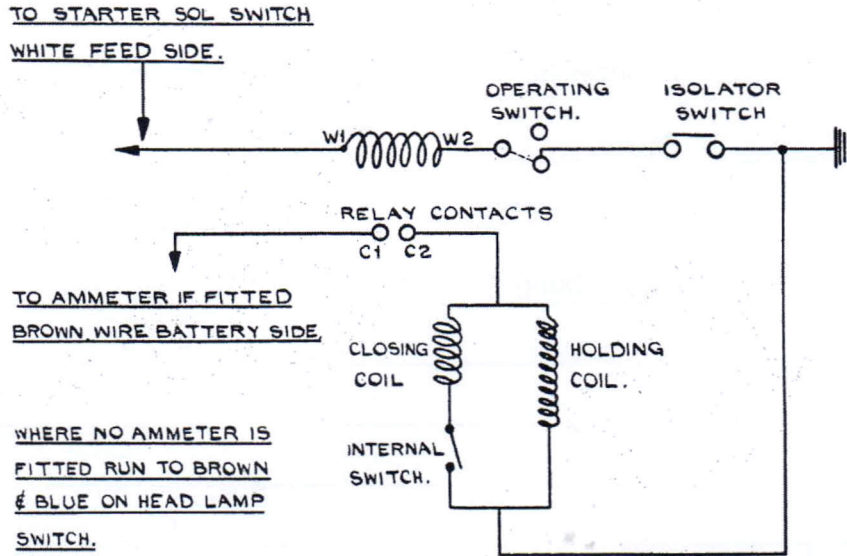 TO STARTER SOL SWITCH
WHITE FEED SIDE.
OPERATING
SWITCH.
ISOLATOR
SWITCH
W1
W2
RELAY CONTACTS
C1 C2
TO AMMETER IF FITTED
BROWN. WIRE BATTERY SIDE.
CLOSING
COIL
HOLDING
COIL.
WHERE NO AMMETER IS
FITTED RUN TO BROWN
& BLUE ON HEAD LAMP
SWITCH.
INTERNAL
SWITCH.